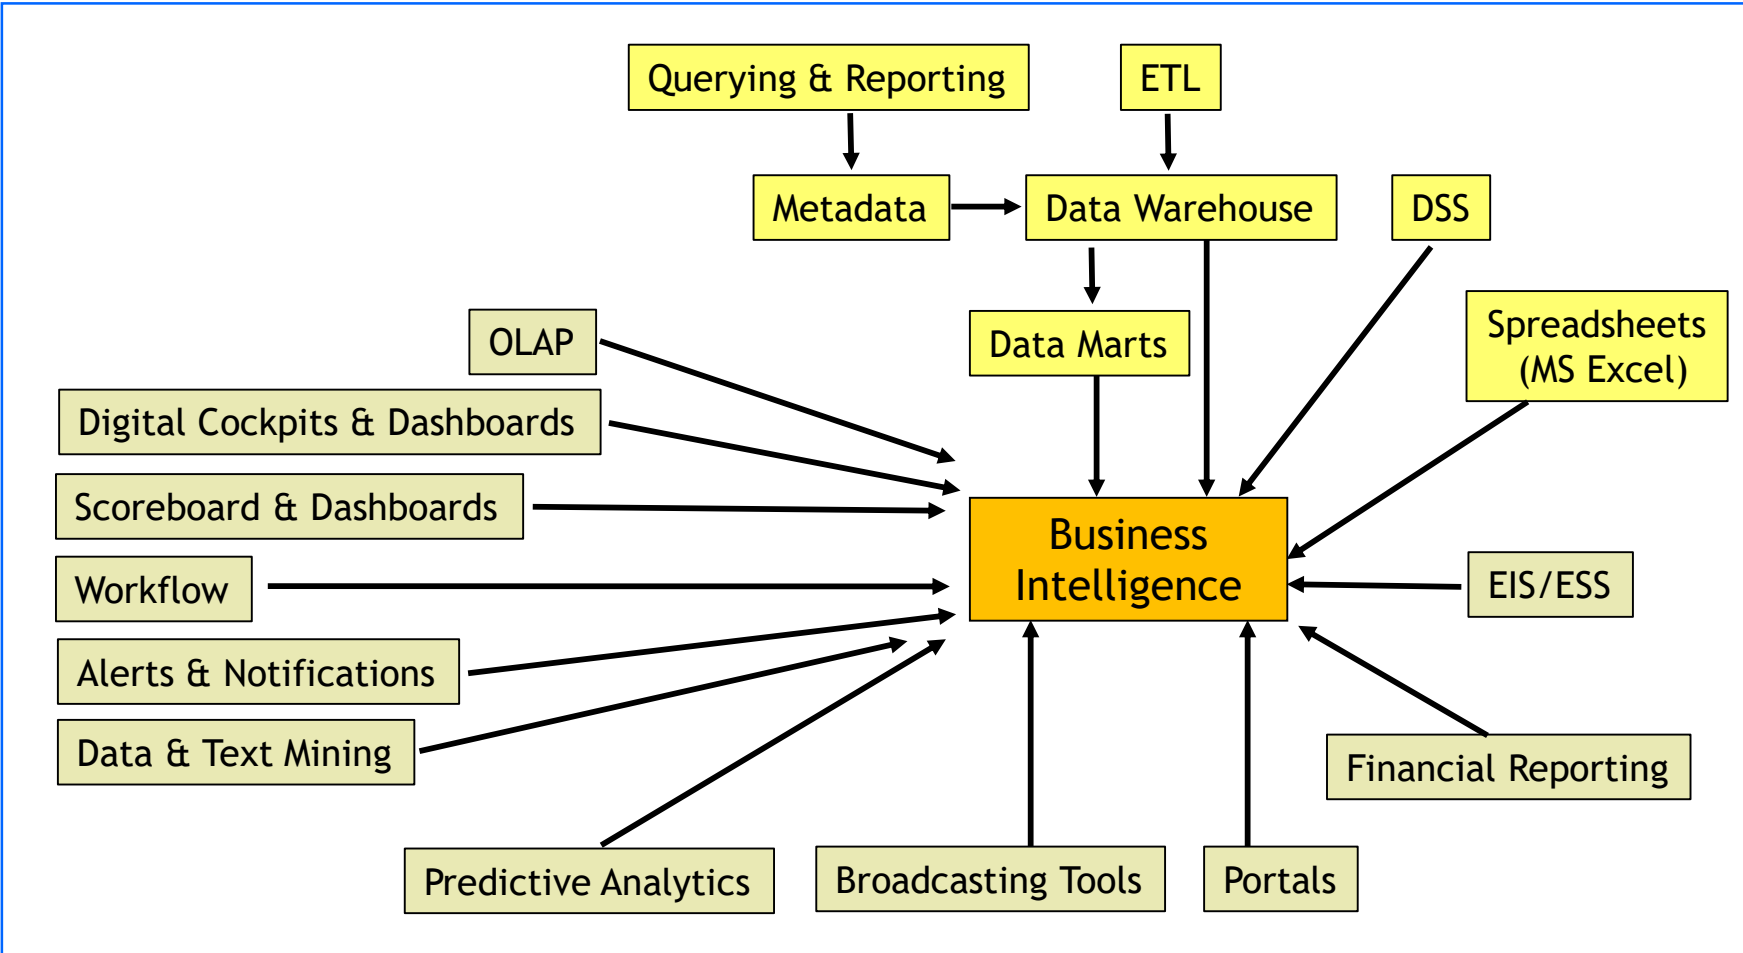 Querying & Reporting
ETL
Metadata
Data Warehouse
DSS
Spreadsheets
(MS Excel)
OLAP
Data Marts
Digital Cockpits & Dashboards
Scoreboard & Dashboards
Business
Intelligence
Workflow
EIS/ESS
Alerts & Notifications
Data & Text Mining
Financial Reporting
Predictive Analytics
Broadcasting Tools
Portals